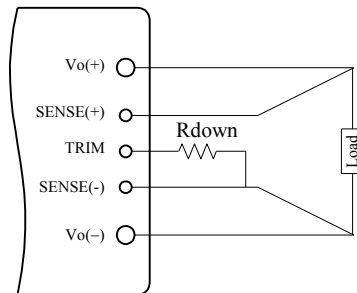 Vo(+)
SENSE(+)
Rdown
TRIM
SENSE(-)
Load
Vo(−)